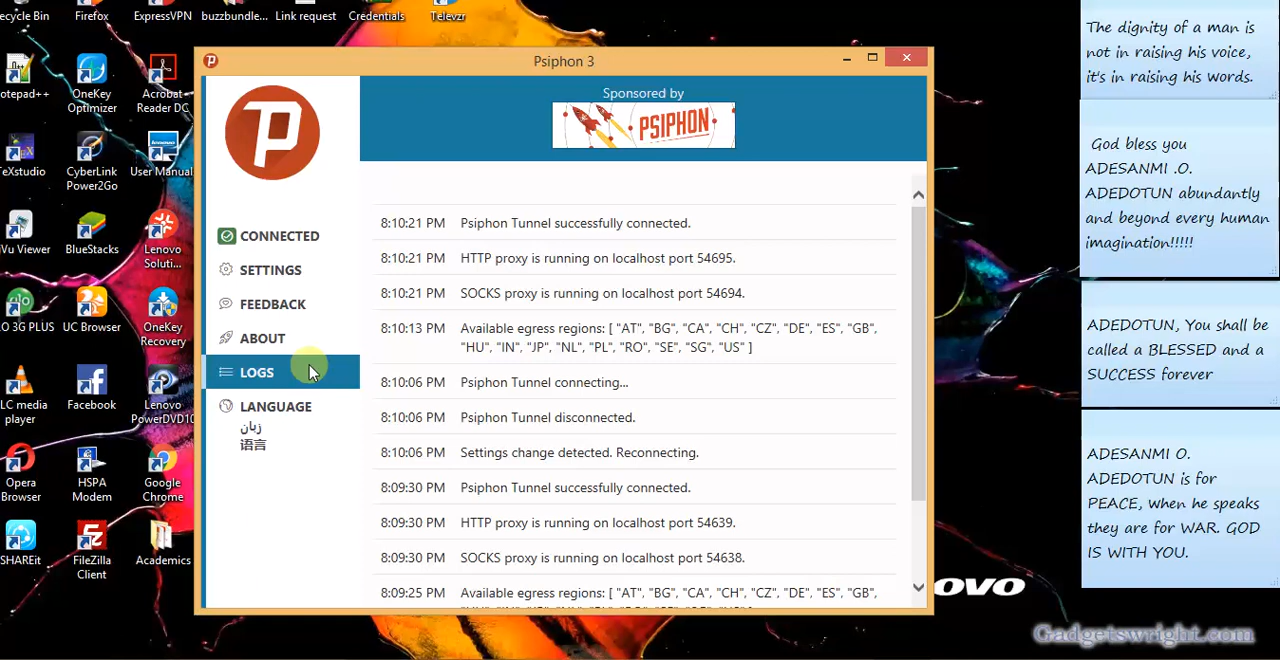 ecycle Bin
Firefox
ExpressVPN
buzzbundle...
Link request
Credentials
Televzr
otepad++
OneKey
Optimizer
Acrobat
Reader DC
TeXstudio
CyberLink
Power2Go
lenovo
User Manual
jVu Viewer
BlueStacks
Lenovo
Soluti...
O 3G PLUS
UC Browser
OneKey
Recovery
LC media
player
Facebook
Lenovo
PowerDVD10
Opera
Browser
HSPA
Modem
Google
Chrome
SHAREit
FileZilla
Client
Academics
Psiphon 3
Sponsored by
PSIPHON
CONNECTED
SETTINGS
FEEDBACK
ABOUT
LOGS
LANGUAGE
زبان
语言
8:10:21 PM Psiphon Tunnel successfully connected.
8:10:21 PM HTTP proxy is running on localhost port 54695.
8:10:21 PM SOCKS proxy is running on localhost port 54694.
8:10:13 PM Available egress regions: [ "AT", "BG", "CA", "CH", "CZ", "DE", "ES", "GB",
"HU", "IN", "JP", "NL", "PL", "RO", "SE", "SG", "US" ]
8:10:06 PM Psiphon Tunnel connecting...
8:10:06 PM Psiphon Tunnel disconnected.
8:10:06 PM Settings change detected. Reconnecting.
8:09:30 PM Psiphon Tunnel successfully connected.
8:09:30 PM HTTP proxy is running on localhost port 54639.
8:09:30 PM SOCKS proxy is running on localhost port 54638.
8:09:25 PM Available egress regions: [ "AT", "BG", "CA", "CH", "CZ", "DE", "ES", "GB",
The dignity of a man is
not in raising his voice,
it's in raising his words.
God bless you
ADESANMI .O.
ADEDOTUN abundantly
and beyond every human
imagination!!!!!
ADEDOTUN, You shall be
called a BLESSED and a
SUCCESS forever
ADESANMI O.
ADEDOTUN is for
PEACE, when he speaks
they are for WAR. GOD
IS WITH YOU.
OVO
Gadgetswright.com